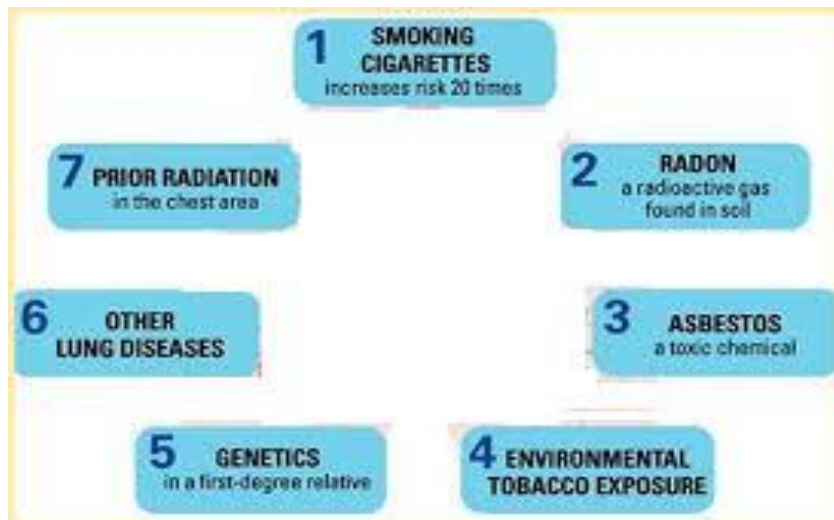 1 SMOKING
CIGARETTES
increases risk 20 times
2 RADON
a radioactive gas
found in soil
3 ASBESTOS
a toxic chemical
4 ENVIRONMENTAL
TOBACCO EXPOSURE
5 GENETICS
in a first-degree relative
6 OTHER
LUNG DISEASES
7 PRIOR RADIATION
in the chest area